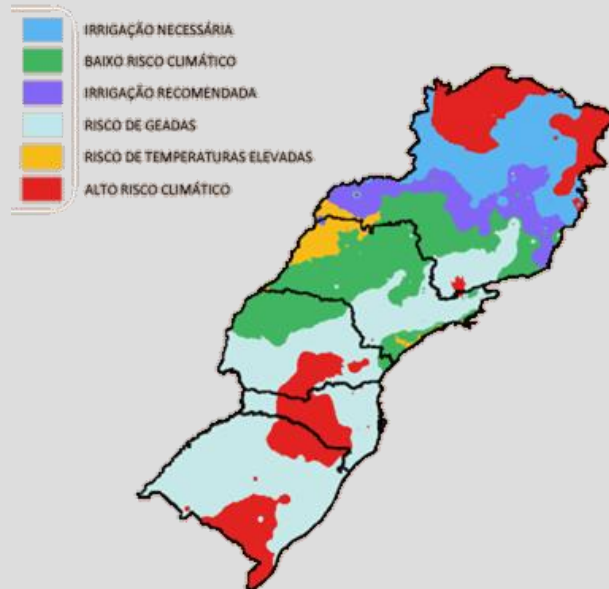 IRRIGAÇÃO NECESSÁRIA
BAIXO RISCO CLIMÁTICO
IRRIGAÇÃO RECOMENDADA
RISCO DE GEADAS
RISCO DE TEMPERATURAS ELEVADAS
ALTO RISCO CLIMÁTICO